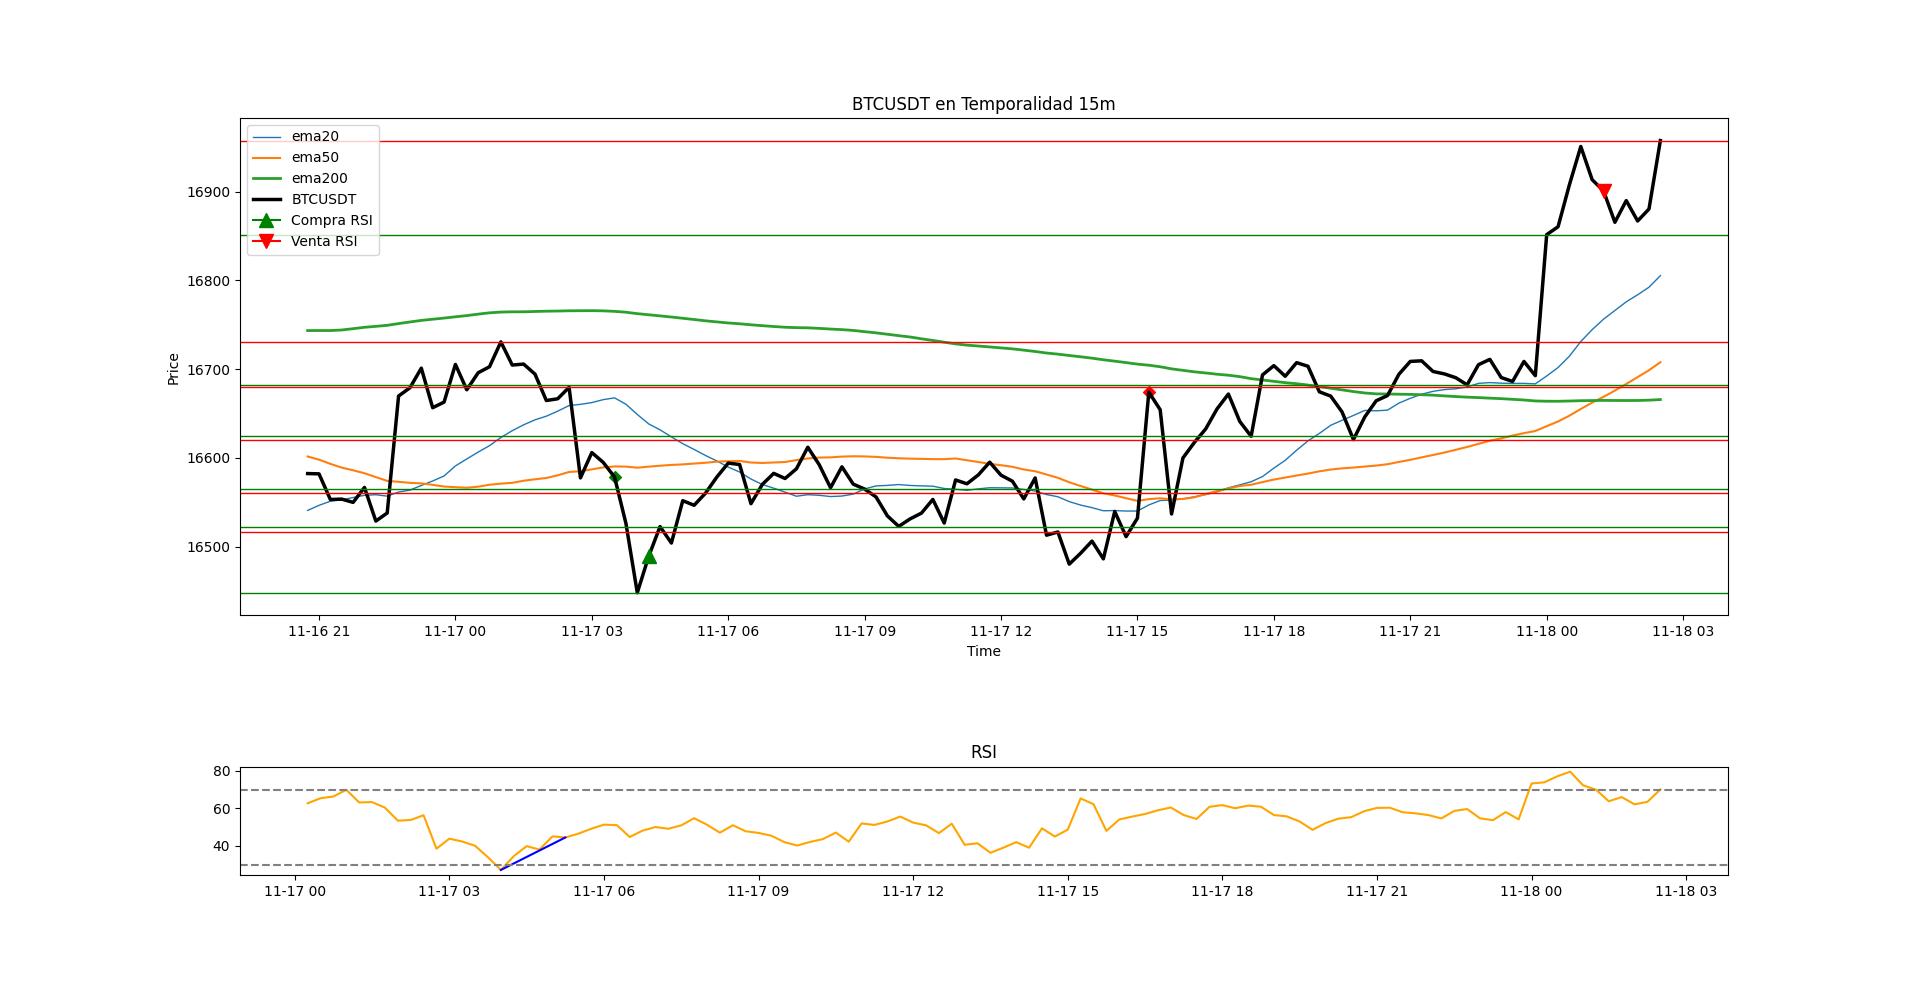 BTCUSDT en Temporalidad 15m
ema20
ema50
ema200
BTCUSDT
Compra RSI
Venta RSI
Price
16900
16800
16700
16600
16500
11-16 21 11-17 00 11-17 03 11-17 06 11-17 09 11-17 12 11-17 15 11-17 18 11-17 21 11-18 00 11-18 03
Time
RSI
80
60
40
11-17 00 11-17 03 11-17 06 11-17 09 11-17 12 11-17 15 11-17 18 11-17 21 11-18 00 11-18 03